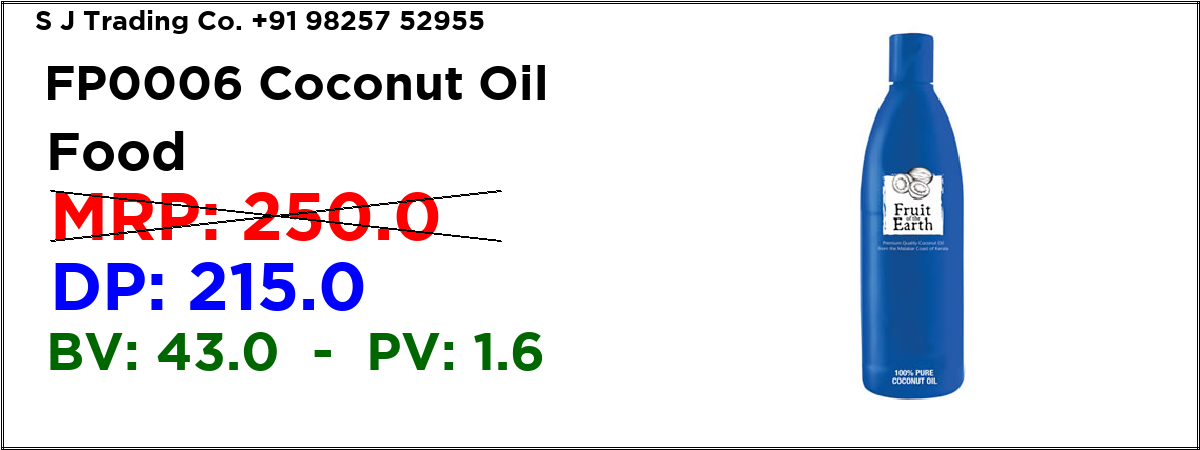 S J Trading Co. +91 98257 52955
FP0006 Coconut Oil
Food
MRP: 250.0
DP: 215.0
BV: 43.0 - PV: 1.6
Fruit
of the
Earth
Premium Quality Coconut Oil
from the Malabar Coast of Kerala
100% PURE
COCONUT OIL